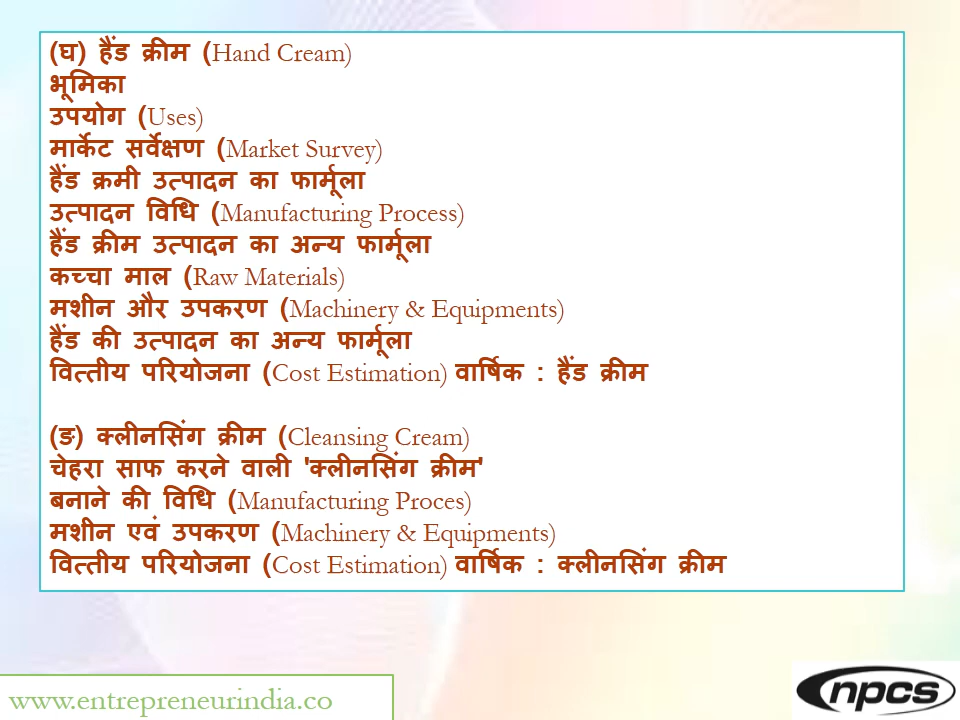 (घ) हैंड क्रीम (Hand Cream)
भूमिका
उपयोग (Uses)
मार्केट सर्वेक्षण (Market Survey)
हैंड क्रमी उत्पादन का फार्मूला
उत्पादन विधि (Manufacturing Process)
हैंड क्रीम उत्पादन का अन्य फार्मूला
कच्चा माल (Raw Materials)
मशीन और उपकरण (Machinery & Equipments)
हैंड की उत्पादन का अन्य फार्मूला
वित्तीय परियोजना (Cost Estimation) वार्षिक : हैंड क्रीम
(ङ) क्लीनसिंग क्रीम (Cleansing Cream)
चेहरा साफ करने वाली 'क्लीनसिंग क्रीम'
बनाने की विधि (Manufacturing Proces)
मशीन एवं उपकरण (Machinery & Equipments)
वित्तीय परियोजना (Cost Estimation) वार्षिक : क्लीनसिंग क्रीम
www.entrepreneurindia.co
npcs